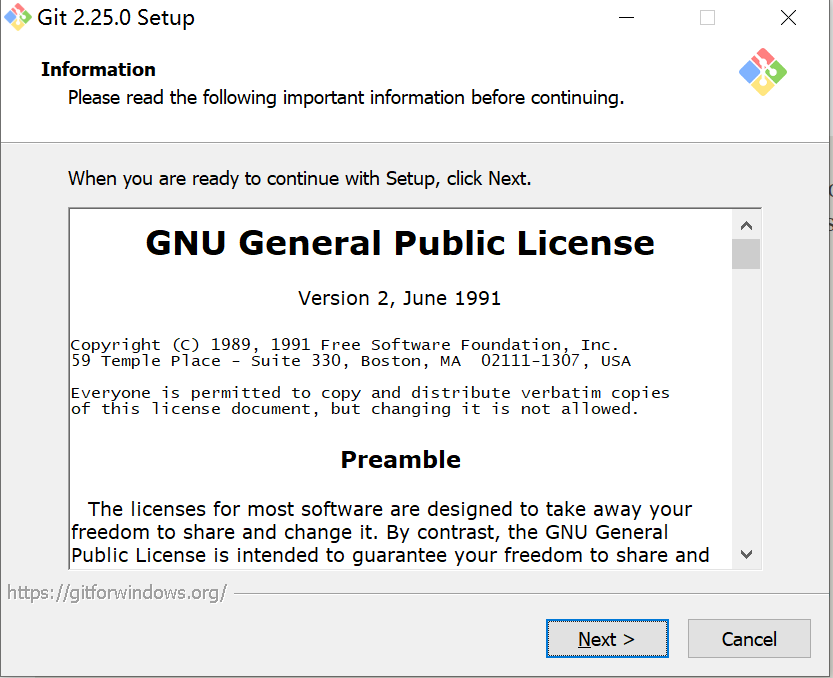 Git 2.25.0 Setup
Information
Please read the following important information before continuing.
When you are ready to continue with Setup, click Next.
GNU General Public License
Version 2, June 1991
Copyright (C) 1989, 1991 Free Software Foundation, Inc.
59 Temple Place - Suite 330, Boston, MA  02111-1307, USA
Everyone is permitted to copy and distribute verbatim copies
of this license document, but changing it is not allowed.
Preamble
The licenses for most software are designed to take away your
freedom to share and change it. By contrast, the GNU General
Public License is intended to guarantee your freedom to share and
https://gitforwindows.org/
Next >
Cancel